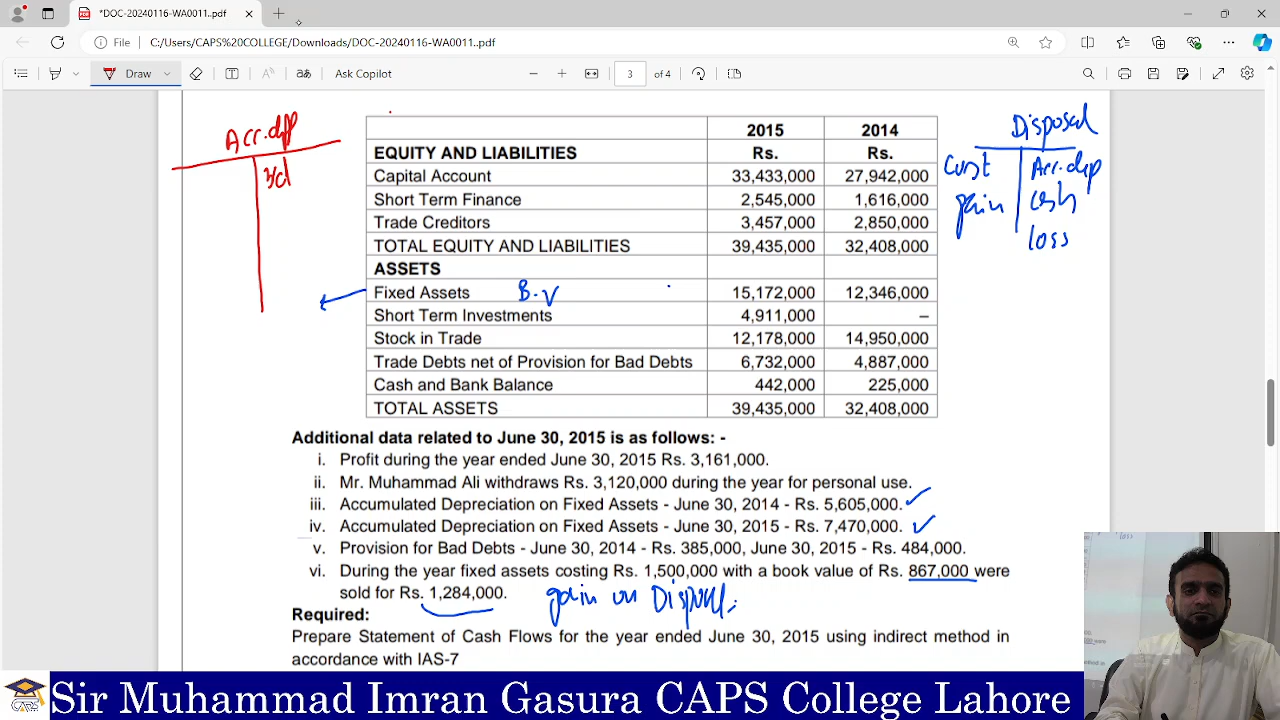 *DOC-20240116-WA0011..pdf
File C:/Users/CAPS%20COLLEGE/Downloads/DOC-20240116-WA0011..pdf
Draw Ask Copilot 3 of 4
2015 2014
EQUITY AND LIABILITIES Rs. Rs.
Capital Account 33,433,000 27,942,000
Short Term Finance 2,545,000 1,616,000
Trade Creditors 3,457,000 2,850,000
TOTAL EQUITY AND LIABILITIES 39,435,000 32,408,000
ASSETS
Fixed Assets B.V 15,172,000 12,346,000
Short Term Investments 4,911,000 –
Stock in Trade 12,178,000 14,950,000
Trade Debts net of Provision for Bad Debts 6,732,000 4,887,000
Cash and Bank Balance 442,000 225,000
TOTAL ASSETS 39,435,000 32,408,000
Acc.dep
b/d
Disposal
Cost Acc.dep
gain cash
loss
Additional data related to June 30, 2015 is as follows: -
i. Profit during the year ended June 30, 2015 Rs. 3,161,000.
ii. Mr. Muhammad Ali withdraws Rs. 3,120,000 during the year for personal use.
iii. Accumulated Depreciation on Fixed Assets - June 30, 2014 - Rs. 5,605,000.
iv. Accumulated Depreciation on Fixed Assets - June 30, 2015 - Rs. 7,470,000.
v. Provision for Bad Debts - June 30, 2014 - Rs. 385,000, June 30, 2015 - Rs. 484,000.
vi. During the year fixed assets costing Rs. 1,500,000 with a book value of Rs. 867,000 were
sold for Rs. 1,284,000. gain on Disposal
Required:
Prepare Statement of Cash Flows for the year ended June 30, 2015 using indirect method in
accordance with IAS-7
CAPS
Sir Muhammad Imran Gasura CAPS College Lahore